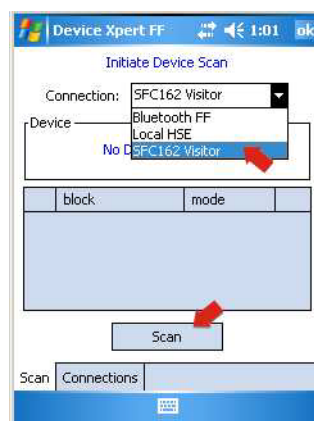 Device Xpert FF 1:01 ok
Initiate Device Scan
Connection: SFC162 Visitor
Bluetooth FF
Device
Local HSE
No D
SFC162 Visitor
block mode
Scan
Scan Connections